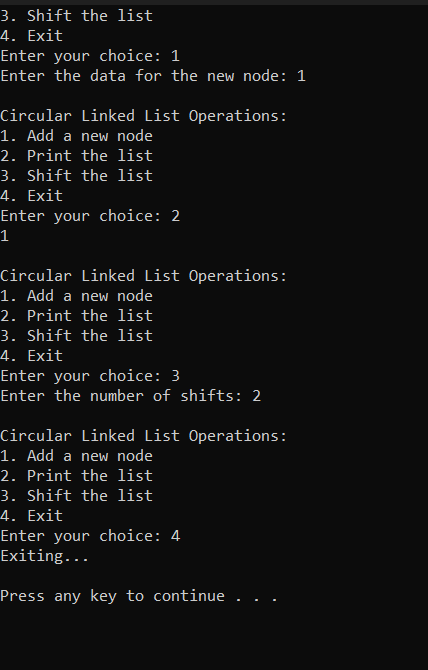 3. Shift the list
4. Exit
Enter your choice: 1
Enter the data for the new node: 1

Circular Linked List Operations:
1. Add a new node
2. Print the list
3. Shift the list
4. Exit
Enter your choice: 2
1

Circular Linked List Operations:
1. Add a new node
2. Print the list
3. Shift the list
4. Exit
Enter your choice: 3
Enter the number of shifts: 2

Circular Linked List Operations:
1. Add a new node
2. Print the list
3. Shift the list
4. Exit
Enter your choice: 4
Exiting...

Press any key to continue . . .